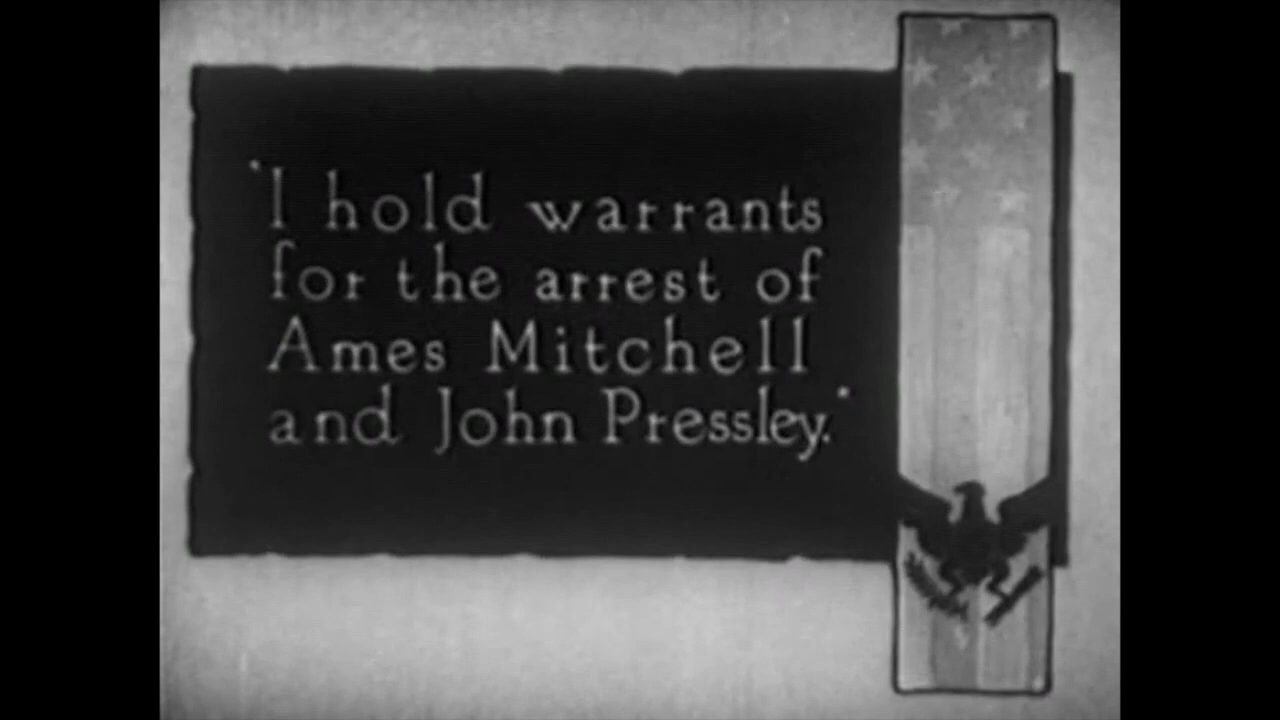 "I hold warrants
for the arrest of
Ames Mitchell
and John Pressley."